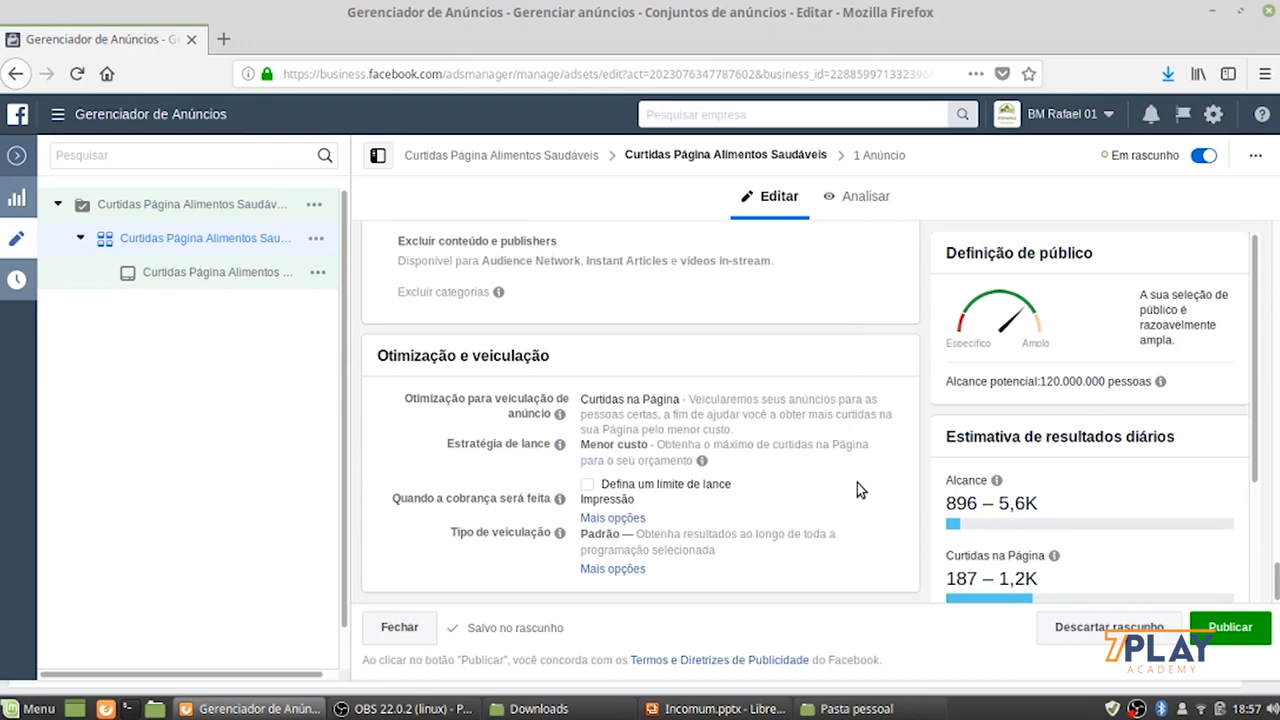 Gerenciador de Anúncios - Gerenciar anúncios - Conjuntos de anúncios - Editar - Mozilla Firefox
Gerenciador de Anúncios - G
https://business.facebook.com/adsmanager/manage/adsets/edit?act=2023076347787602&business_id=228859971332396
Gerenciador de Anúncios
Pesquisar empresa
BM Rafael 01
Pesquisar
Curtidas Página Alimentos Saudáveis
Curtidas Página Alimentos Saudáveis
1 Anúncio
Em rascunho
Curtidas Página Alimentos Saudáv...
Curtidas Página Alimentos Sau...
Curtidas Página Alimentos ...
Editar
Analisar
Excluir conteúdo e publishers
Disponível para Audience Network, Instant Articles e vídeos in-stream.
Excluir categorias
Otimização e veiculação
Otimização para veiculação de anúncio
Curtidas na Página - Veicularemos seus anúncios para as
pessoas certas, a fim de ajudar você a obter mais curtidas na
sua Página pelo menor custo.
Estratégia de lance
Menor custo - Obtenha o máximo de curtidas na Página
para o seu orçamento
Defina um limite de lance
Quando a cobrança será feita
Impressão
Mais opções
Tipo de veiculação
Padrão — Obtenha resultados ao longo de toda a
programação selecionada
Mais opções
Definição de público
Específico
Amplo
A sua seleção de
público é
razoavelmente
ampla.
Alcance potencial:120.000.000 pessoas
Estimativa de resultados diários
Alcance
896 – 5,6K
Curtidas na Página
187 – 1,2K
Fechar
Salvo no rascunho
Descartar rascunho
Publicar
Ao clicar no botão "Publicar", você concorda com os Termos e Diretrizes de Publicidade do Facebook.
7PLAY
ACADEMY
Menu
Gerenciador de Anún...
OBS 22.0.2 (linux) - P...
Downloads
Incomum.pptx - Libre...
Pasta pessoal
18:57